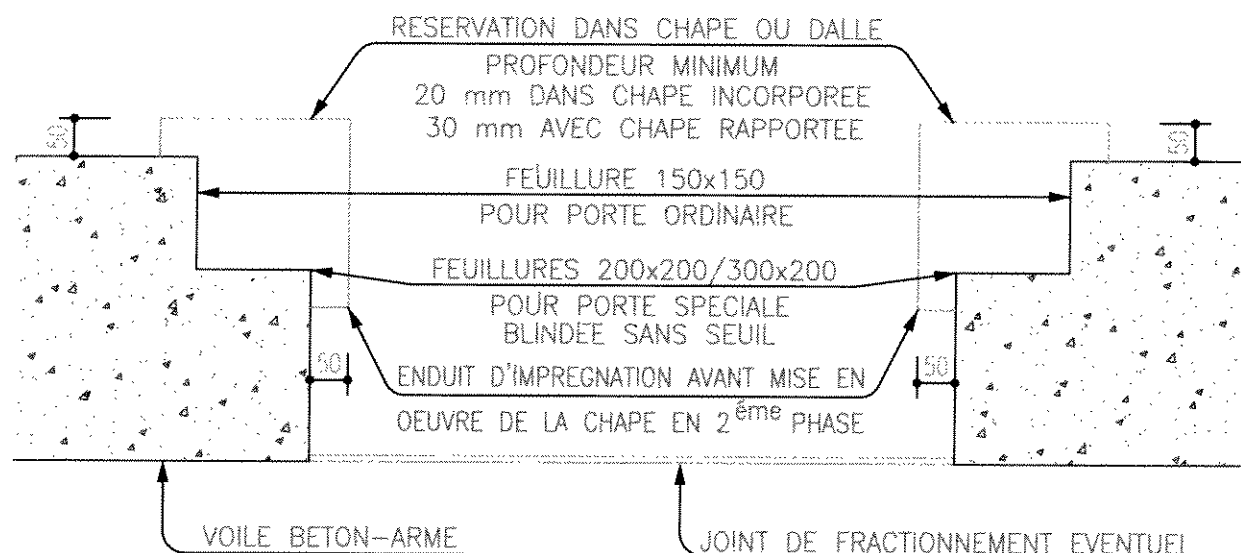 RESERVATION DANS CHAPE OU DALLE
PROFONDEUR MINIMUM
20 mm DANS CHAPE INCORPOREE
30 mm AVEC CHAPE RAPPORTEE
50
50
FEUILLURE 150x150
POUR PORTE ORDINAIRE
FEUILLURES 200x200/300x200
POUR PORTE SPECIALE
BLINDEE SANS SEUIL
50
50
ENDUIT D'IMPREGNATION AVANT MISE EN
OEUVRE DE LA CHAPE EN 2ème PHASE
VOILE BETON-ARME
JOINT DE FRACTIONNEMENT EVENTUEL